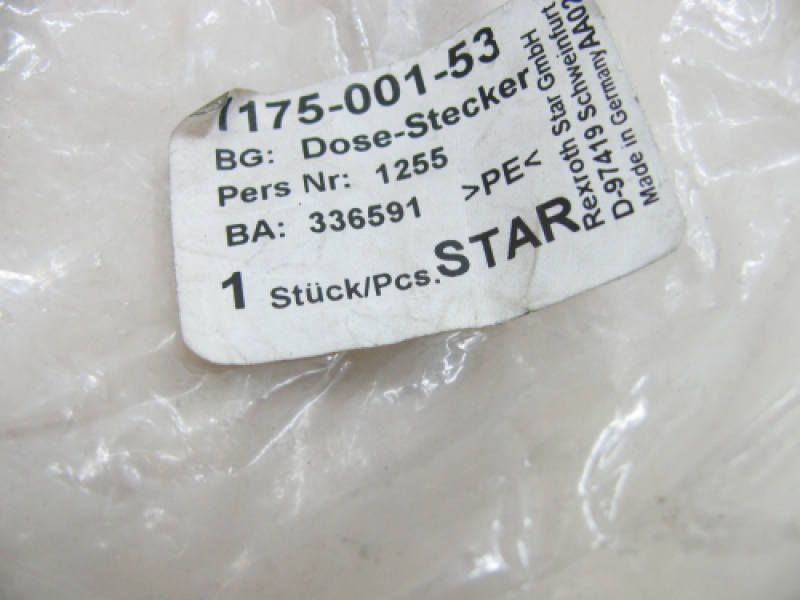 1175-001-53
BG: Dose-Stecker
Pers Nr: 1255
>PE<
BA: 336591
1 Stück/Pcs.
STAR
Rexroth Star GmbH
D-97419 Schweinfurt
Made in Germany AA02